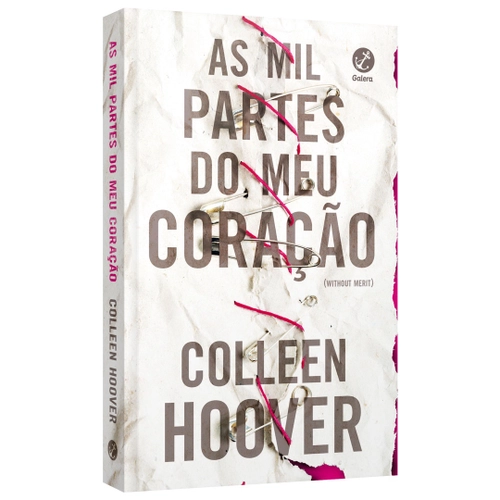 AS MIL
PARTES
DO MEU
CORAÇÃO
(WITHOUT MERIT)
COLLEEN
HOOVER
Galera
AS MIL PARTES DO MEU CORAÇÃO COLLEEN HOOVER